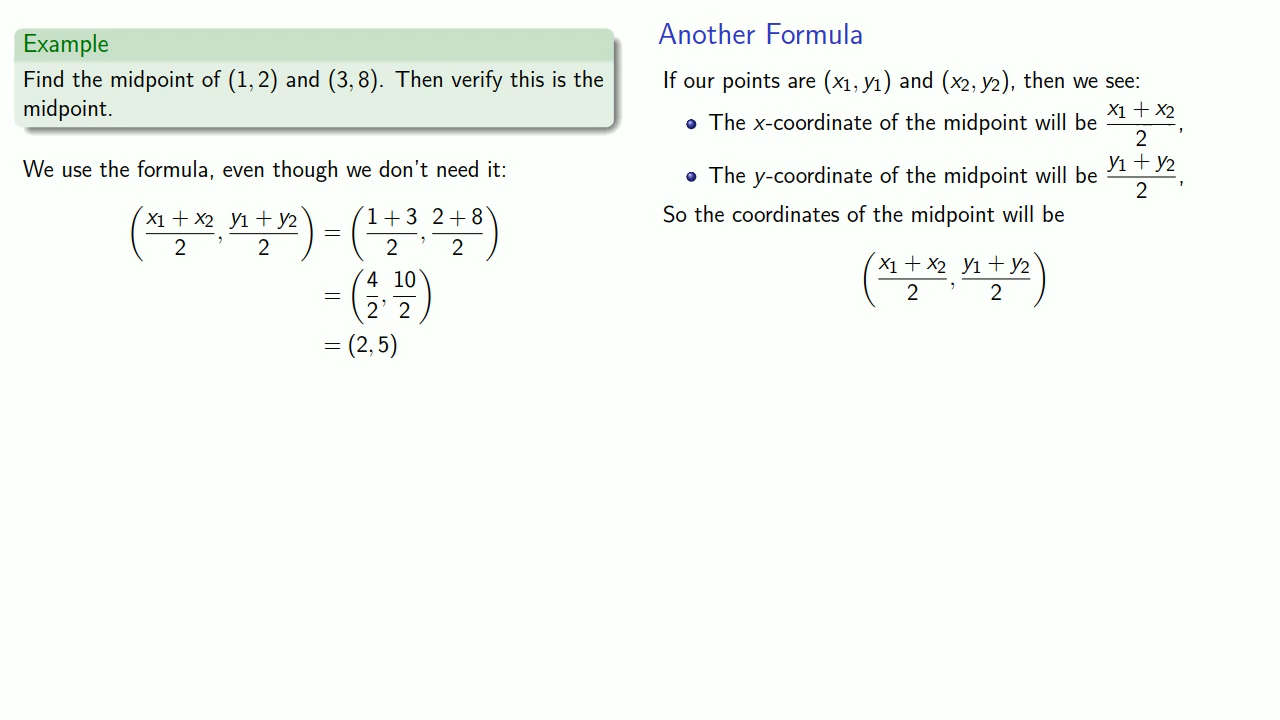 Example
Find the midpoint of (1, 2) and (3, 8). Then verify this is the
midpoint.
We use the formula, even though we don't need it:
(x₁ + x₂ / 2, y₁ + y₂ / 2) = (1 + 3 / 2, 2 + 8 / 2)
= (4 / 2, 10 / 2)
= (2, 5)
Another Formula
If our points are (x₁, y₁) and (x₂, y₂), then we see:
• The x-coordinate of the midpoint will be x₁ + x₂ / 2,
• The y-coordinate of the midpoint will be y₁ + y₂ / 2,
So the coordinates of the midpoint will be
(x₁ + x₂ / 2, y₁ + y₂ / 2)